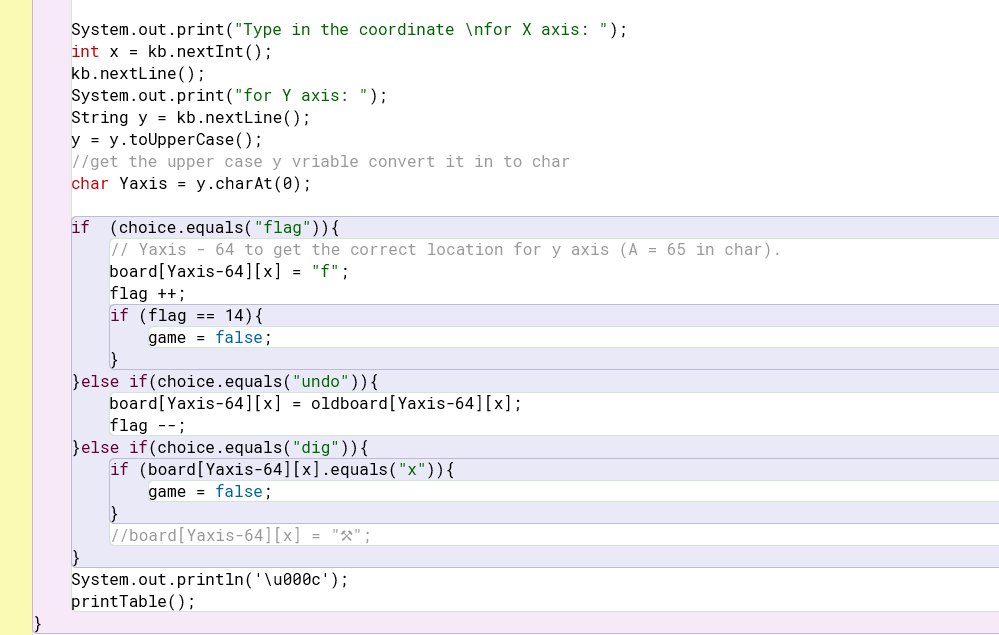 System.out.print("Type in the coordinate \nfor X axis: ");
int x = kb.nextInt();
kb.nextLine();
System.out.print("for Y axis: ");
String y = kb.nextLine();
y = y.toUpperCase();
//get the upper case y vriable convert it in to char
char Yaxis = y.charAt(0);
if  (choice.equals("flag")){
// Yaxis - 64 to get the correct location for y axis (A = 65 in char).
board[Yaxis-64][x] = "f";
flag ++;
if (flag == 14){
game = false;
}
}else if(choice.equals("undo")){
board[Yaxis-64][x] = oldboard[Yaxis-64][x];
flag --;
}else if(choice.equals("dig")){
if (board[Yaxis-64][x].equals("x")){
game = false;
}
//board[Yaxis-64][x] = "⚒";
}
System.out.println('\u000c');
printTable();
}